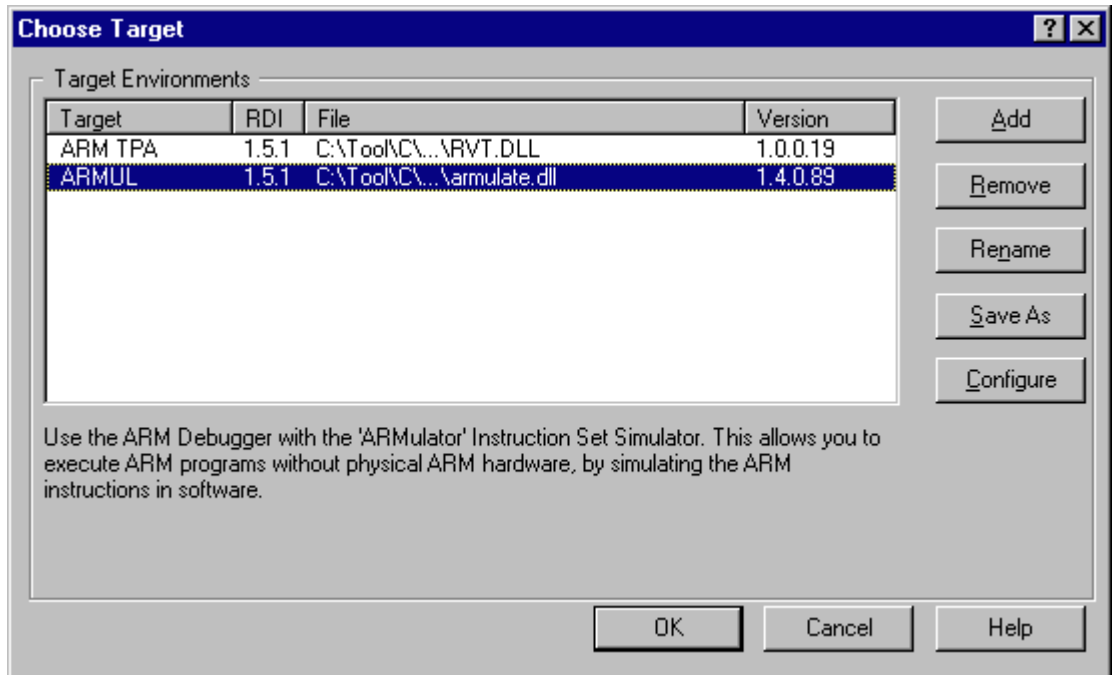 Choose Target
Target Environments
Target RDI File Version
ARM TPA 1.5.1 C:\Tool\C\...\RVT.DLL 1.0.0.19
ARMUL 1.5.1 C:\Tool\C\...\armulate.dll 1.4.0.89
Add
Remove
Rename
Save As
Configure
Use the ARM Debugger with the 'ARMulator' Instruction Set Simulator. This allows you to
execute ARM programs without physical ARM hardware, by simulating the ARM
instructions in software.
OK Cancel Help